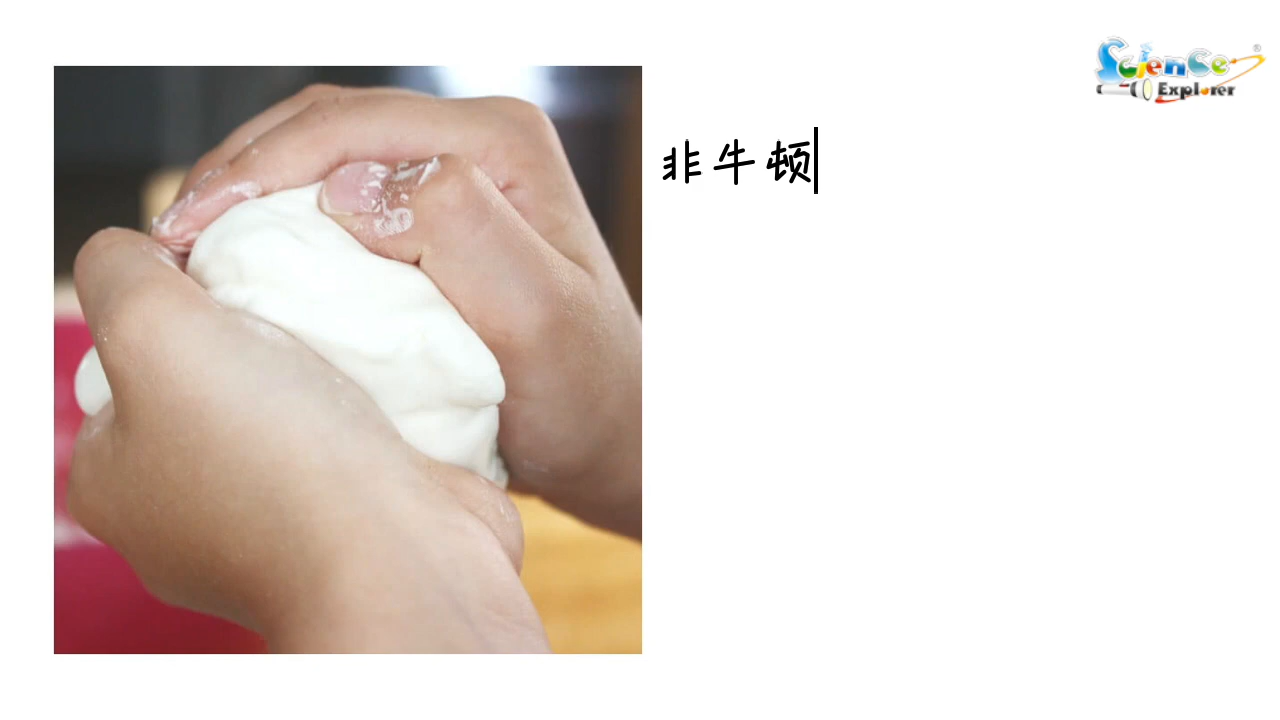 Science
Explorer
非牛顿